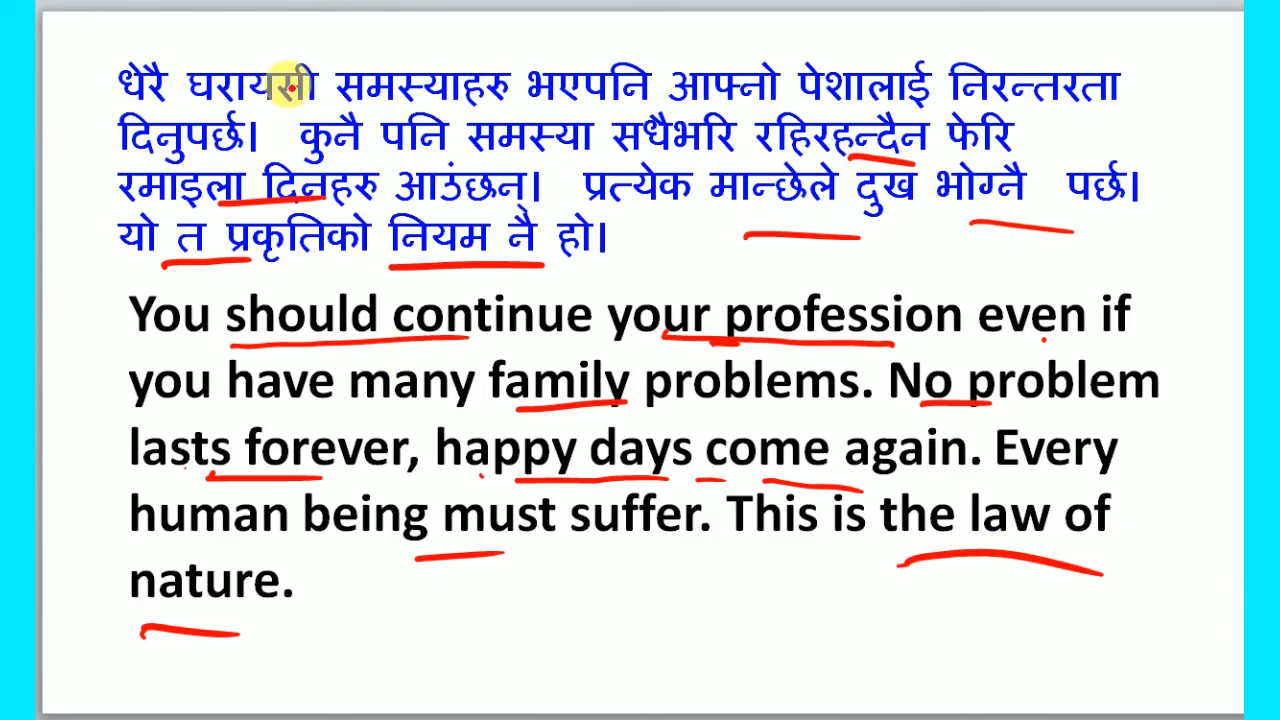 धेरै घरायसी समस्याहरु भएपनि आफ्नो पेशालाई निरन्तरता
दिनुपर्छ। कुनै पनि समस्या सधैभरि रहिरहन्दैन फेरि
रमाइला दिनहरु आउंछन्। प्रत्येक मान्छेले दुख भोग्नै पर्छ।
यो त प्रकृतिको नियम नै हो।
You should continue your profession even if
you have many family problems. No problem
lasts forever, happy days come again. Every
human being must suffer. This is the law of
nature.